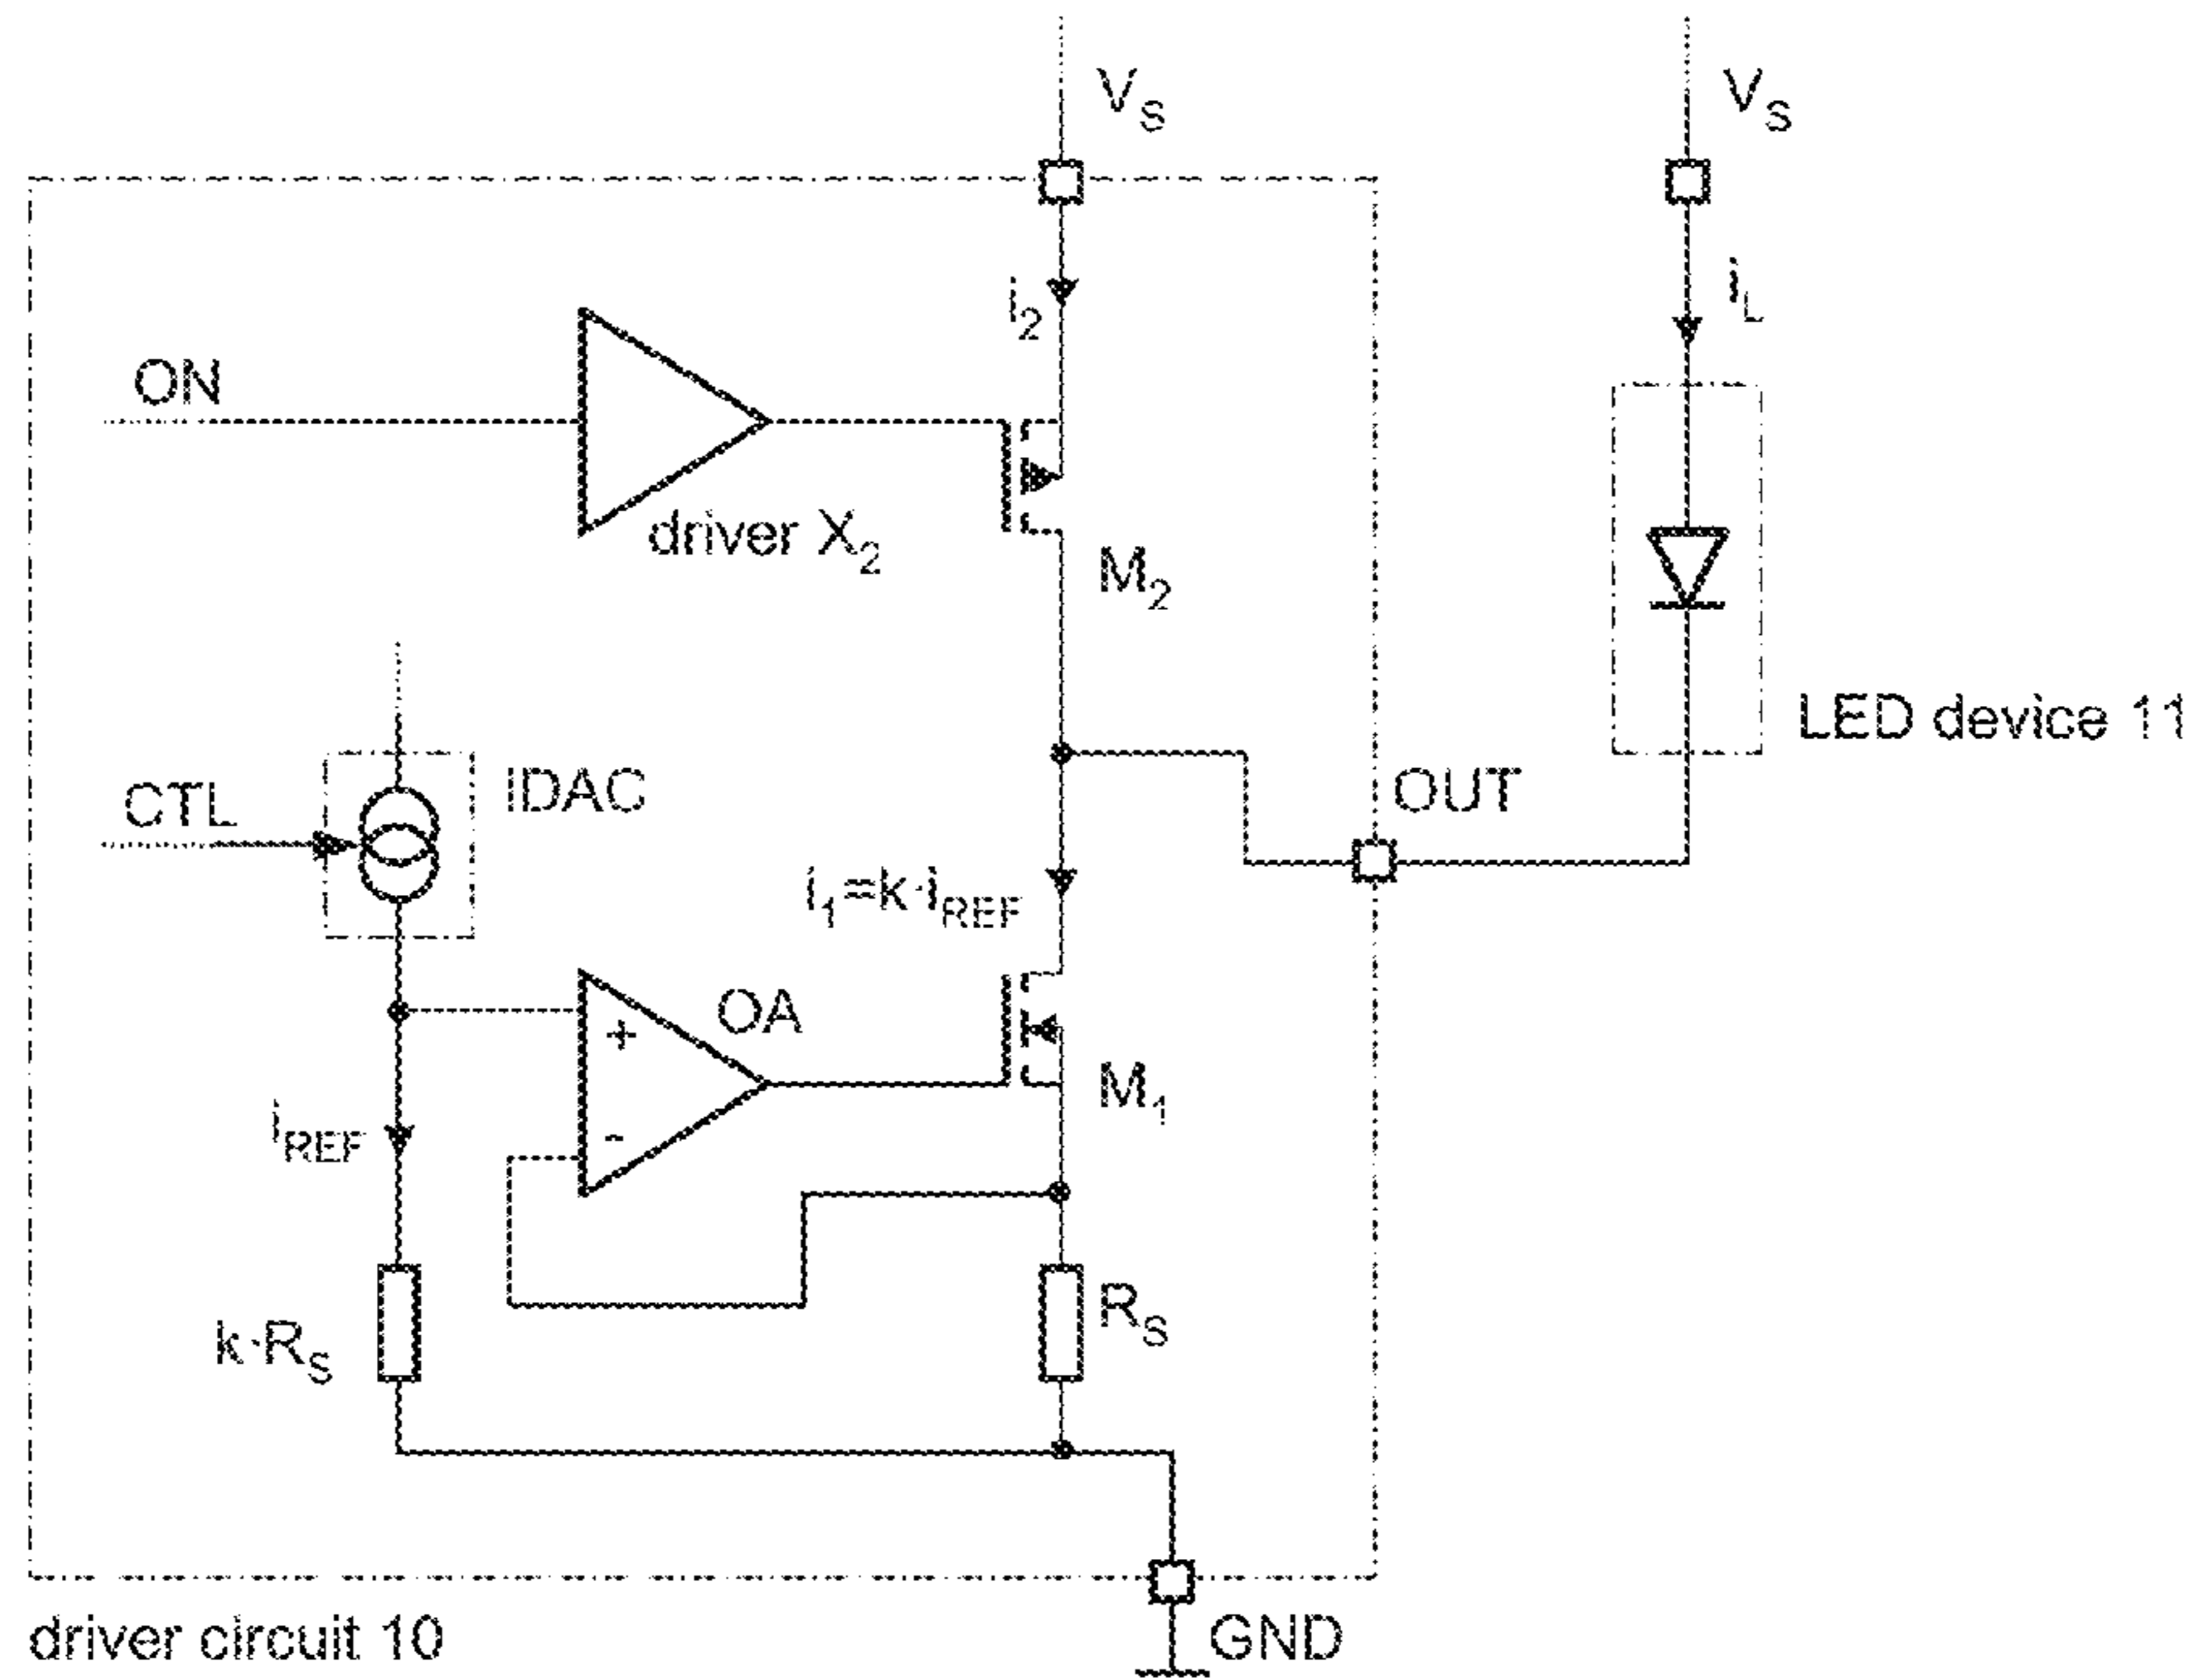 V_S
V_S
i_2
i_L
ON
driver X_2
M_2
LED device 11
CTL
IDAC
OUT
i_1=k·i_REF
+
OA
M_1
i_REF
-
k·R_S
R_S
driver circuit 10
GND